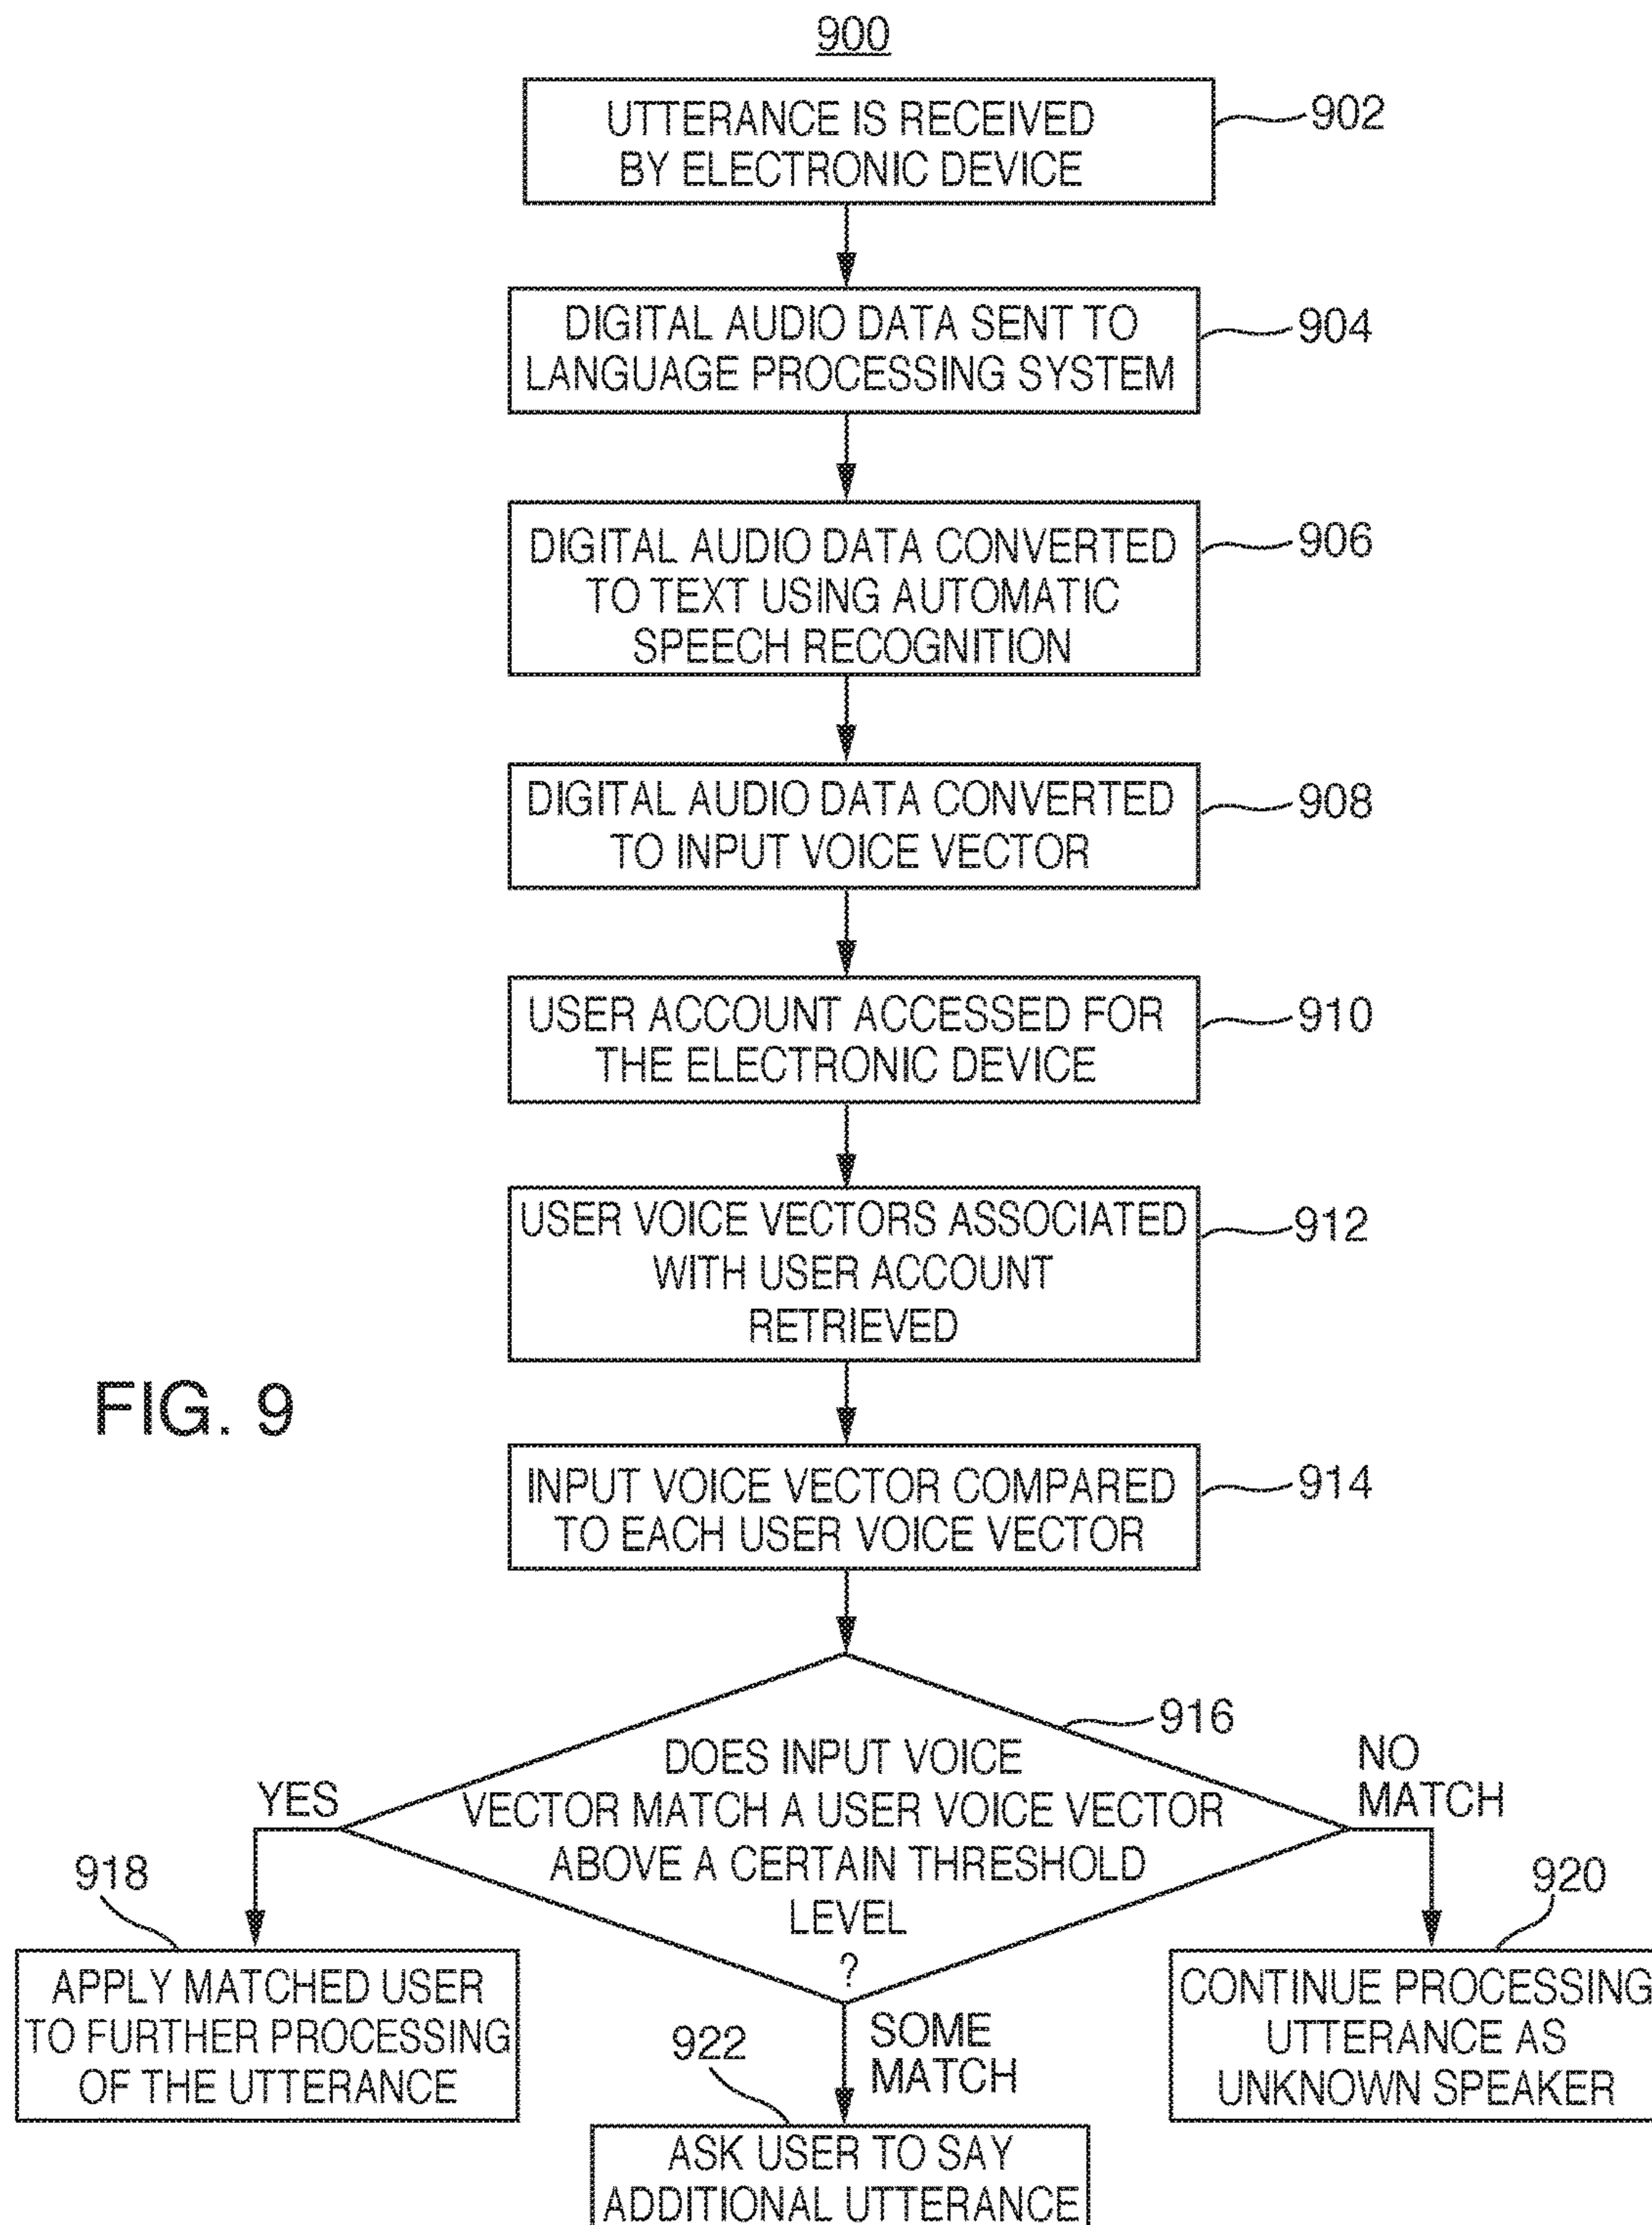 900
UTTERANCE IS RECEIVED
BY ELECTRONIC DEVICE
902
DIGITAL AUDIO DATA SENT TO
LANGUAGE PROCESSING SYSTEM
904
DIGITAL AUDIO DATA CONVERTED
TO TEXT USING AUTOMATIC
SPEECH RECOGNITION
906
DIGITAL AUDIO DATA CONVERTED
TO INPUT VOICE VECTOR
908
USER ACCOUNT ACCESSED FOR
THE ELECTRONIC DEVICE
910
USER VOICE VECTORS ASSOCIATED
WITH USER ACCOUNT
RETRIEVED
912
FIG. 9
INPUT VOICE VECTOR COMPARED
TO EACH USER VOICE VECTOR
914
DOES INPUT VOICE
VECTOR MATCH A USER VOICE VECTOR
ABOVE A CERTAIN THRESHOLD
LEVEL
?
916
YES
NO
MATCH
918
APPLY MATCHED USER
TO FURTHER PROCESSING
OF THE UTTERANCE
SOME
MATCH
922
ASK USER TO SAY
ADDITIONAL UTTERANCE
920
CONTINUE PROCESSING
UTTERANCE AS
UNKNOWN SPEAKER